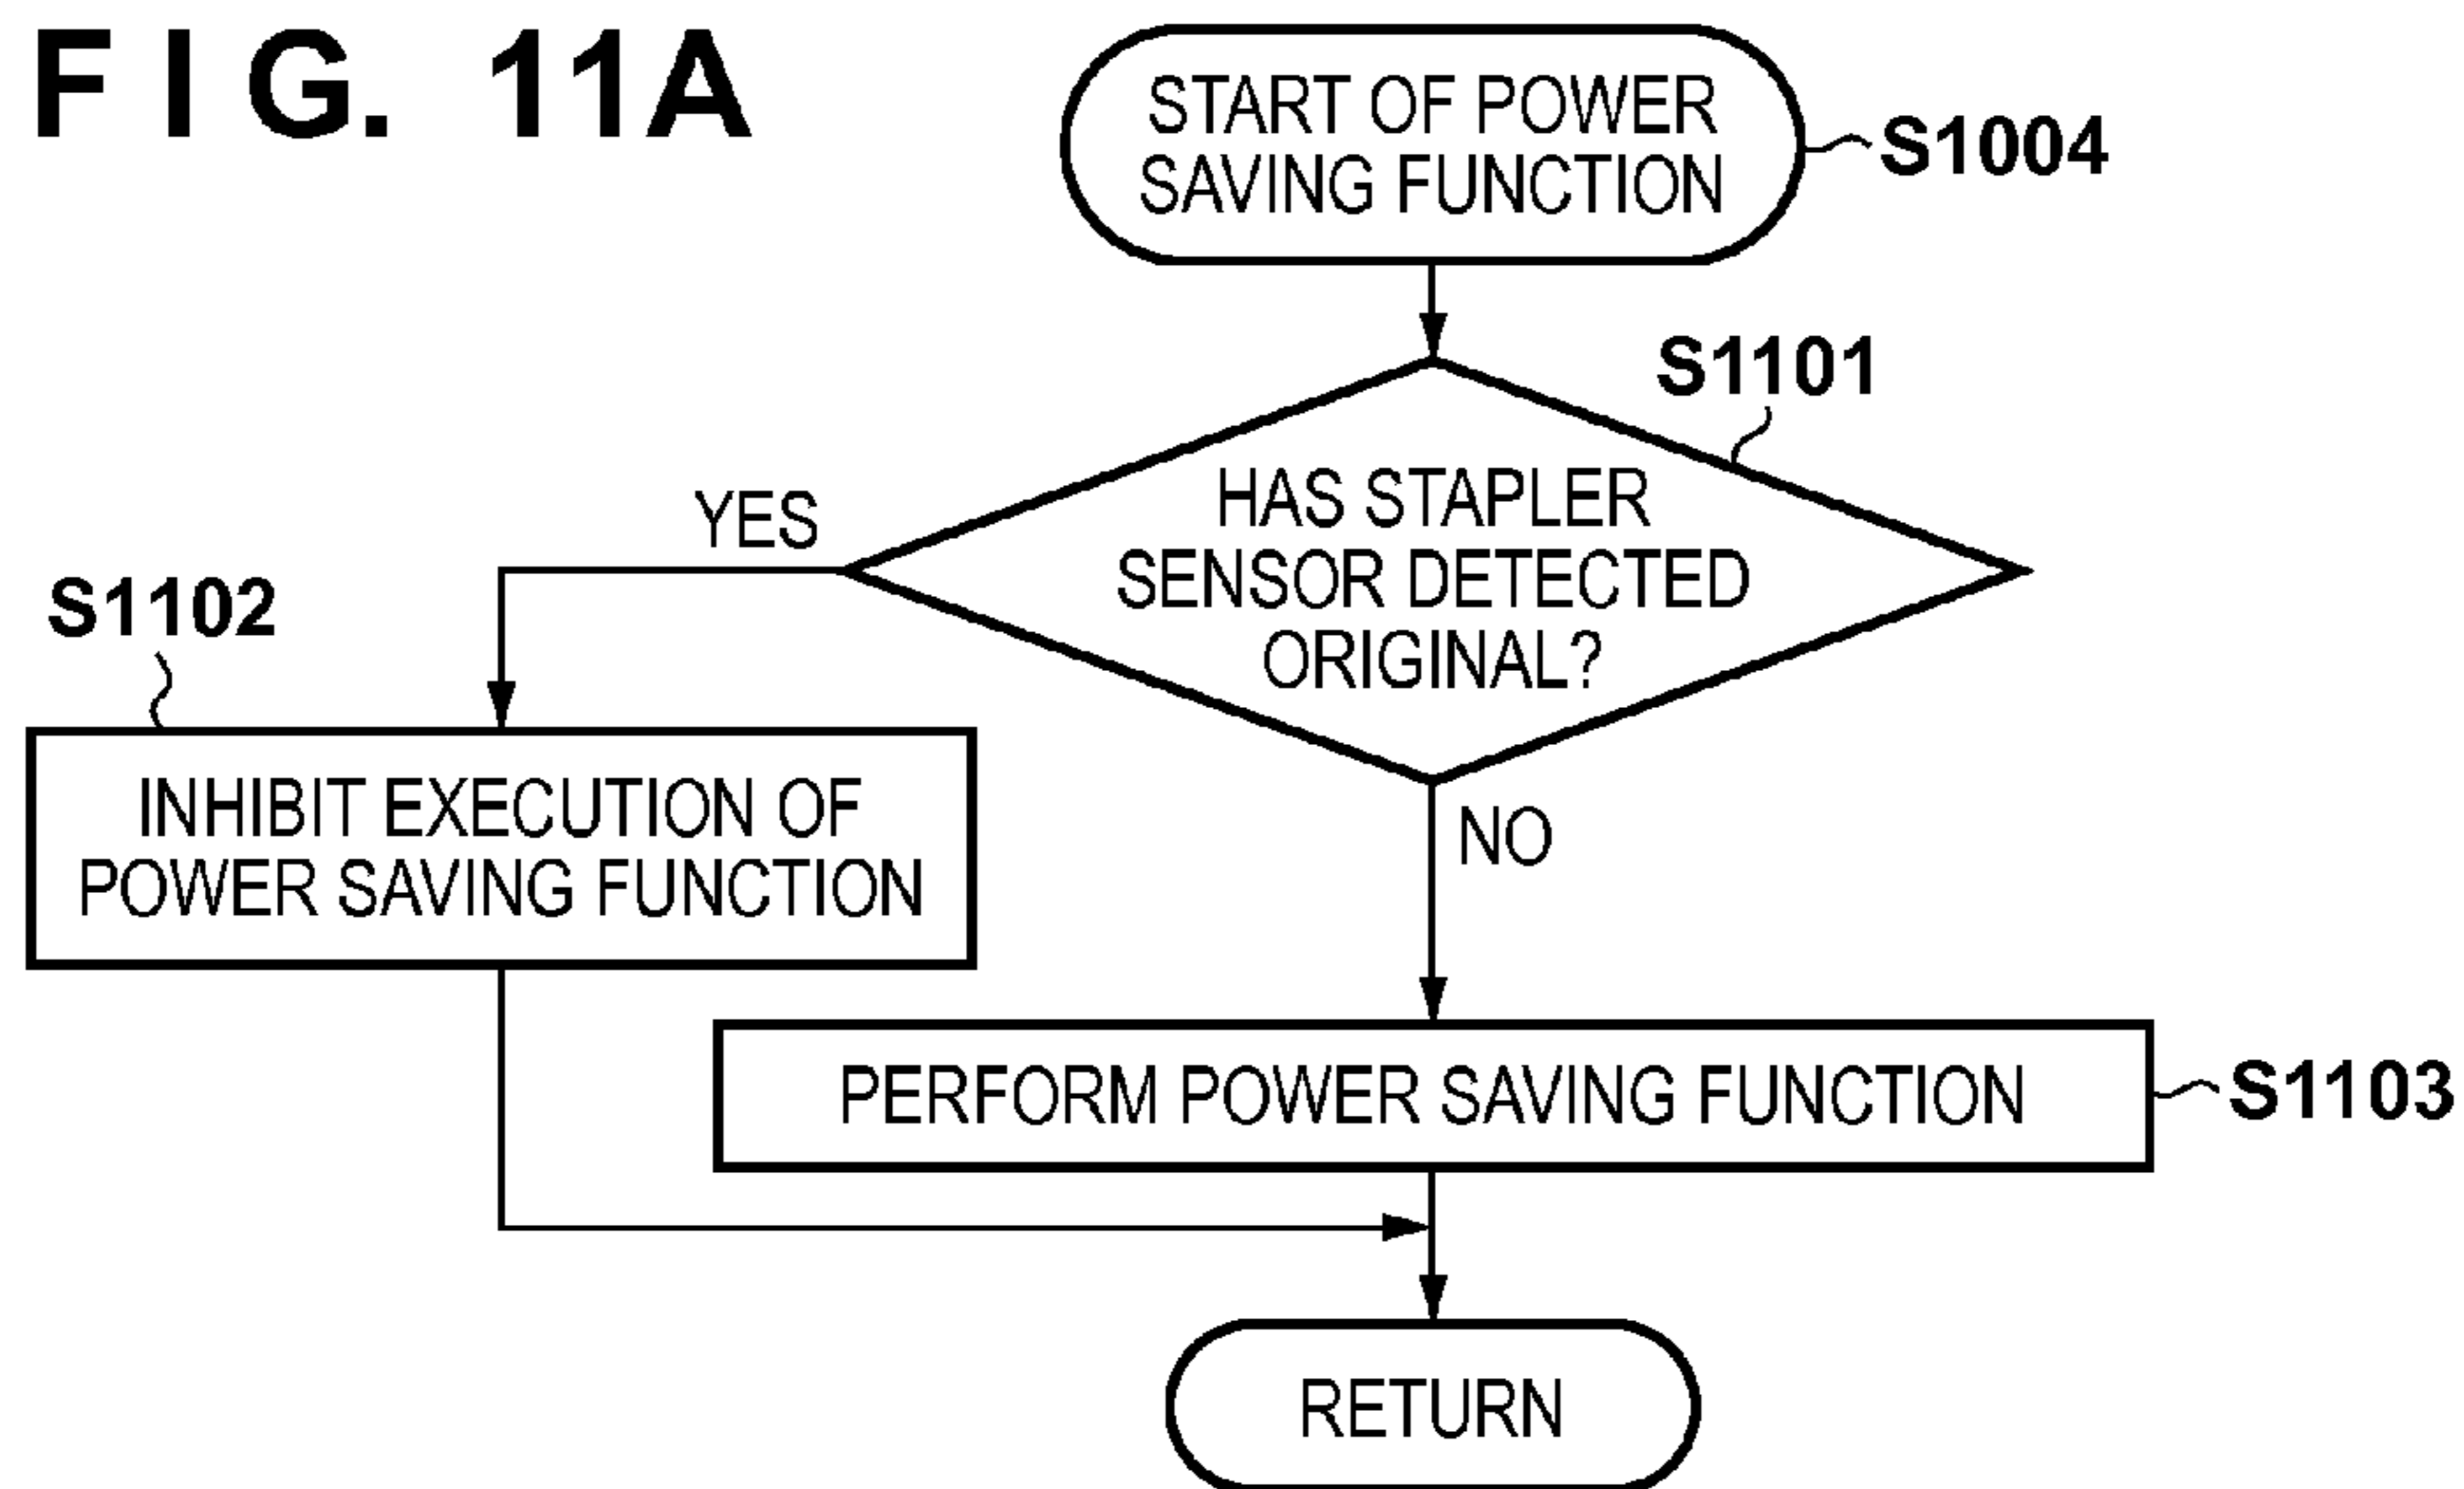 FIG. 11A
START OF POWER
SAVING FUNCTION
S1004
S1101
HAS STAPLER
SENSOR DETECTED
ORIGINAL?
YES
S1102
INHIBIT EXECUTION OF
POWER SAVING FUNCTION
NO
PERFORM POWER SAVING FUNCTION
S1103
RETURN